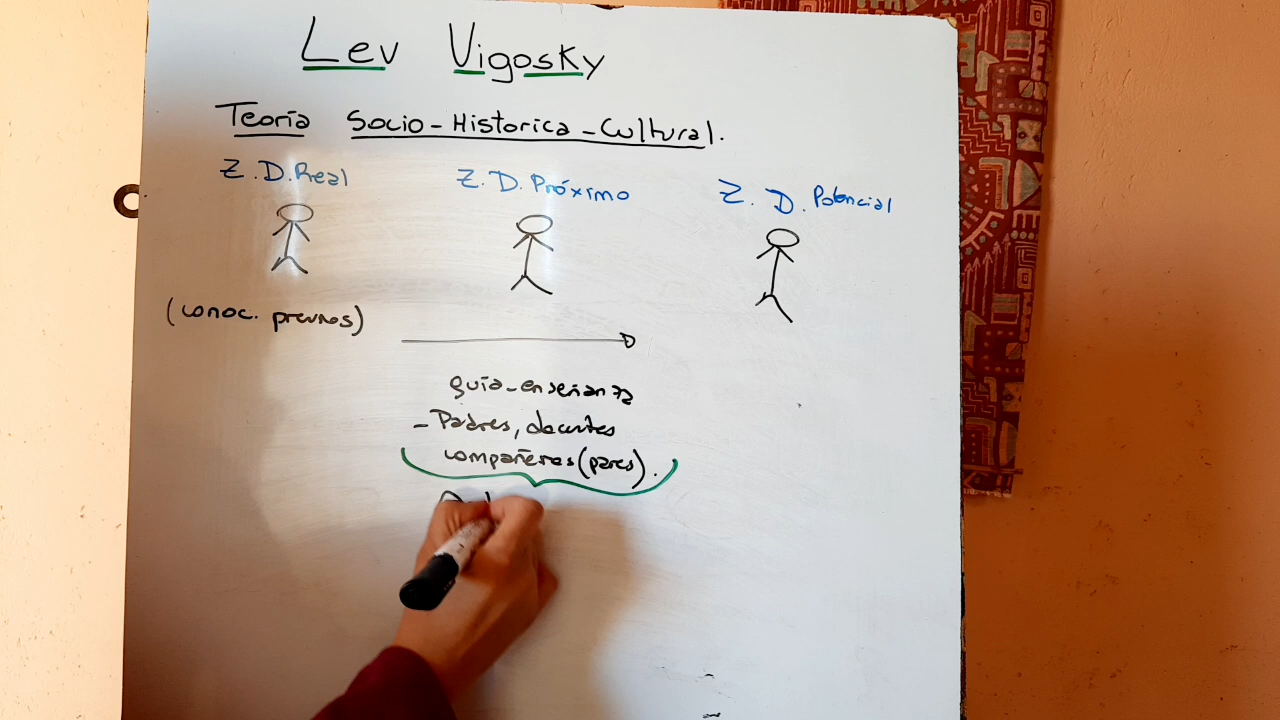 Lev Vigosky
Teoría Socio-Historica-Cultural.
Z. D. Real
Z. D. Próximo
Z. D. Potencial
(conoc. previos)
guía-enseñanza
- Padres, docentes
compañeros (pares).